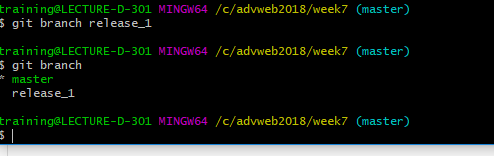 training@LECTURE-D-301 MINGW64 /c/advweb2018/week7 (master)
$ git branch release_1
training@LECTURE-D-301 MINGW64 /c/advweb2018/week7 (master)
$ git branch
* master
release_1
training@LECTURE-D-301 MINGW64 /c/advweb2018/week7 (master)
$